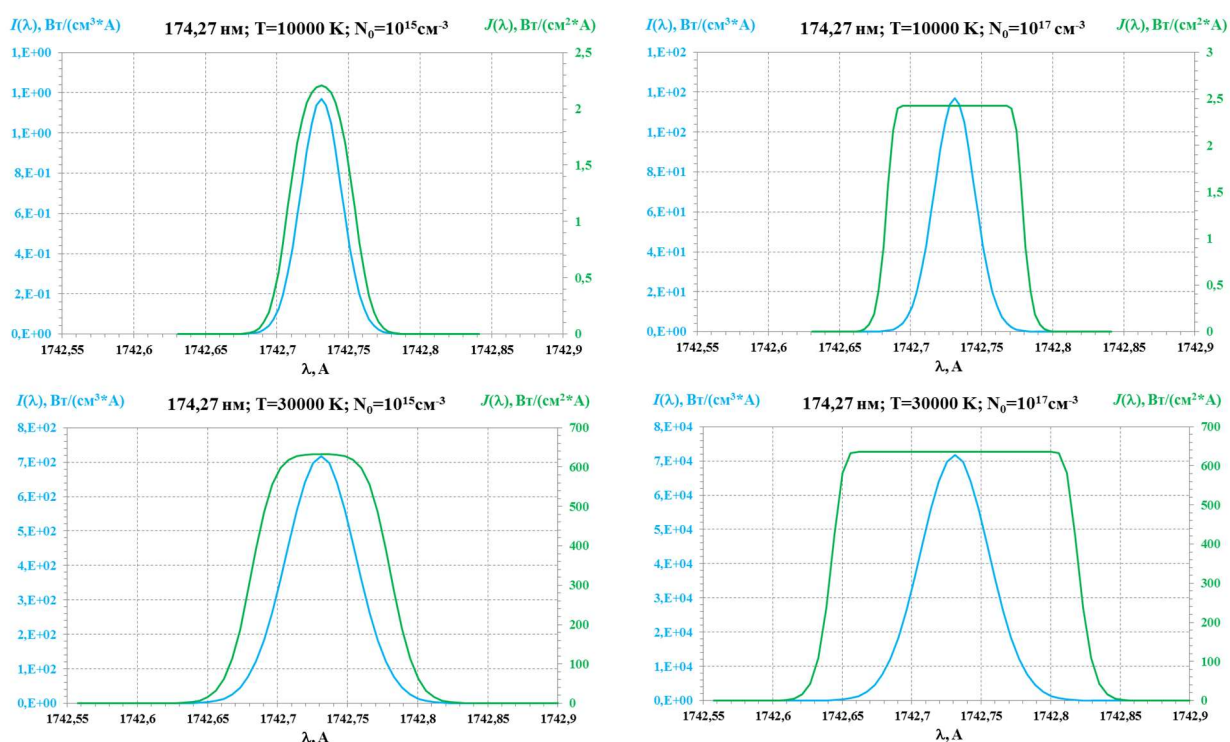 I(λ), Вт/(см³*А) 174,27 нм; T=10000 K; N₀=10¹⁵см⁻³ J(λ), Вт/(см²*А)
1,E+00 2,5
1,E+00 2
1,E+00 1,5
8,E-01
6,E-01 1
4,E-01
2,E-01 0,5
0,E+00 0
1742,55 1742,6 1742,65 1742,7 1742,75 1742,8 1742,85 1742,9
λ, А
I(λ), Вт/(см³*А) 174,27 нм; T=10000 K; N₀=10¹⁷ см⁻³ J(λ), Вт/(см²*А)
1,E+02 3
1,E+02 2,5
1,E+02 2
8,E+01
6,E+01 1,5
4,E+01 1
2,E+01 0,5
0,E+00 0
1742,55 1742,6 1742,65 1742,7 1742,75 1742,8 1742,85 1742,9
λ, А
I(λ), Вт/(см³*А) 174,27 нм; T=30000 K; N₀=10¹⁵см⁻³ J(λ), Вт/(см²*А)
8,E+02 700
7,E+02 600
6,E+02 500
5,E+02
4,E+02 400
3,E+02 300
2,E+02 200
1,E+02 100
0,E+00 0
1742,55 1742,6 1742,65 1742,7 1742,75 1742,8 1742,85 1742,9
λ, А
I(λ), Вт/(см³*А) 174,27 нм; T=30000 K; N₀=10¹⁷см⁻³ J(λ), Вт/(см²*А)
8,E+04 700
7,E+04 600
6,E+04 500
5,E+04
4,E+04 400
3,E+04 300
2,E+04 200
1,E+04 100
0,E+00 0
1742,55 1742,6 1742,65 1742,7 1742,75 1742,8 1742,85 1742,9
λ, А